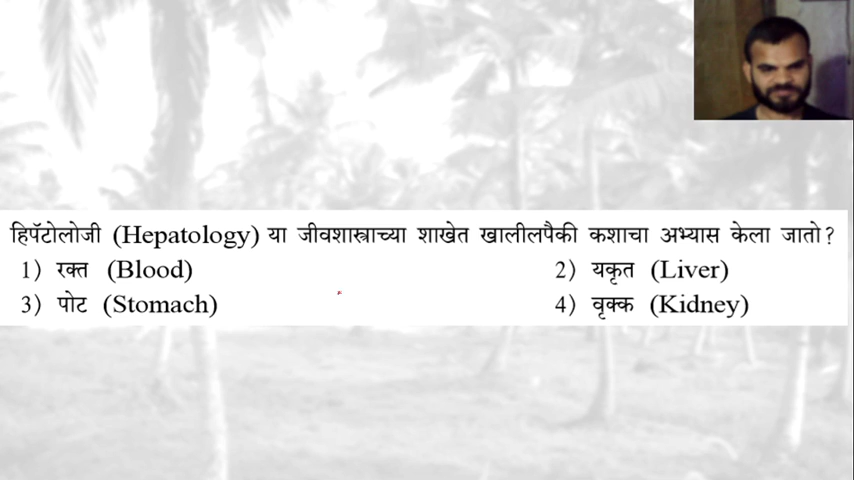 हिपॅटोलोजी (Hepatology) या जीवशास्त्राच्या शाखेत खालीलपैकी कशाचा अभ्यास केला जातो?
1) रक्त (Blood) 2) यकृत (Liver)
3) पोट (Stomach) 4) वृक्क (Kidney)